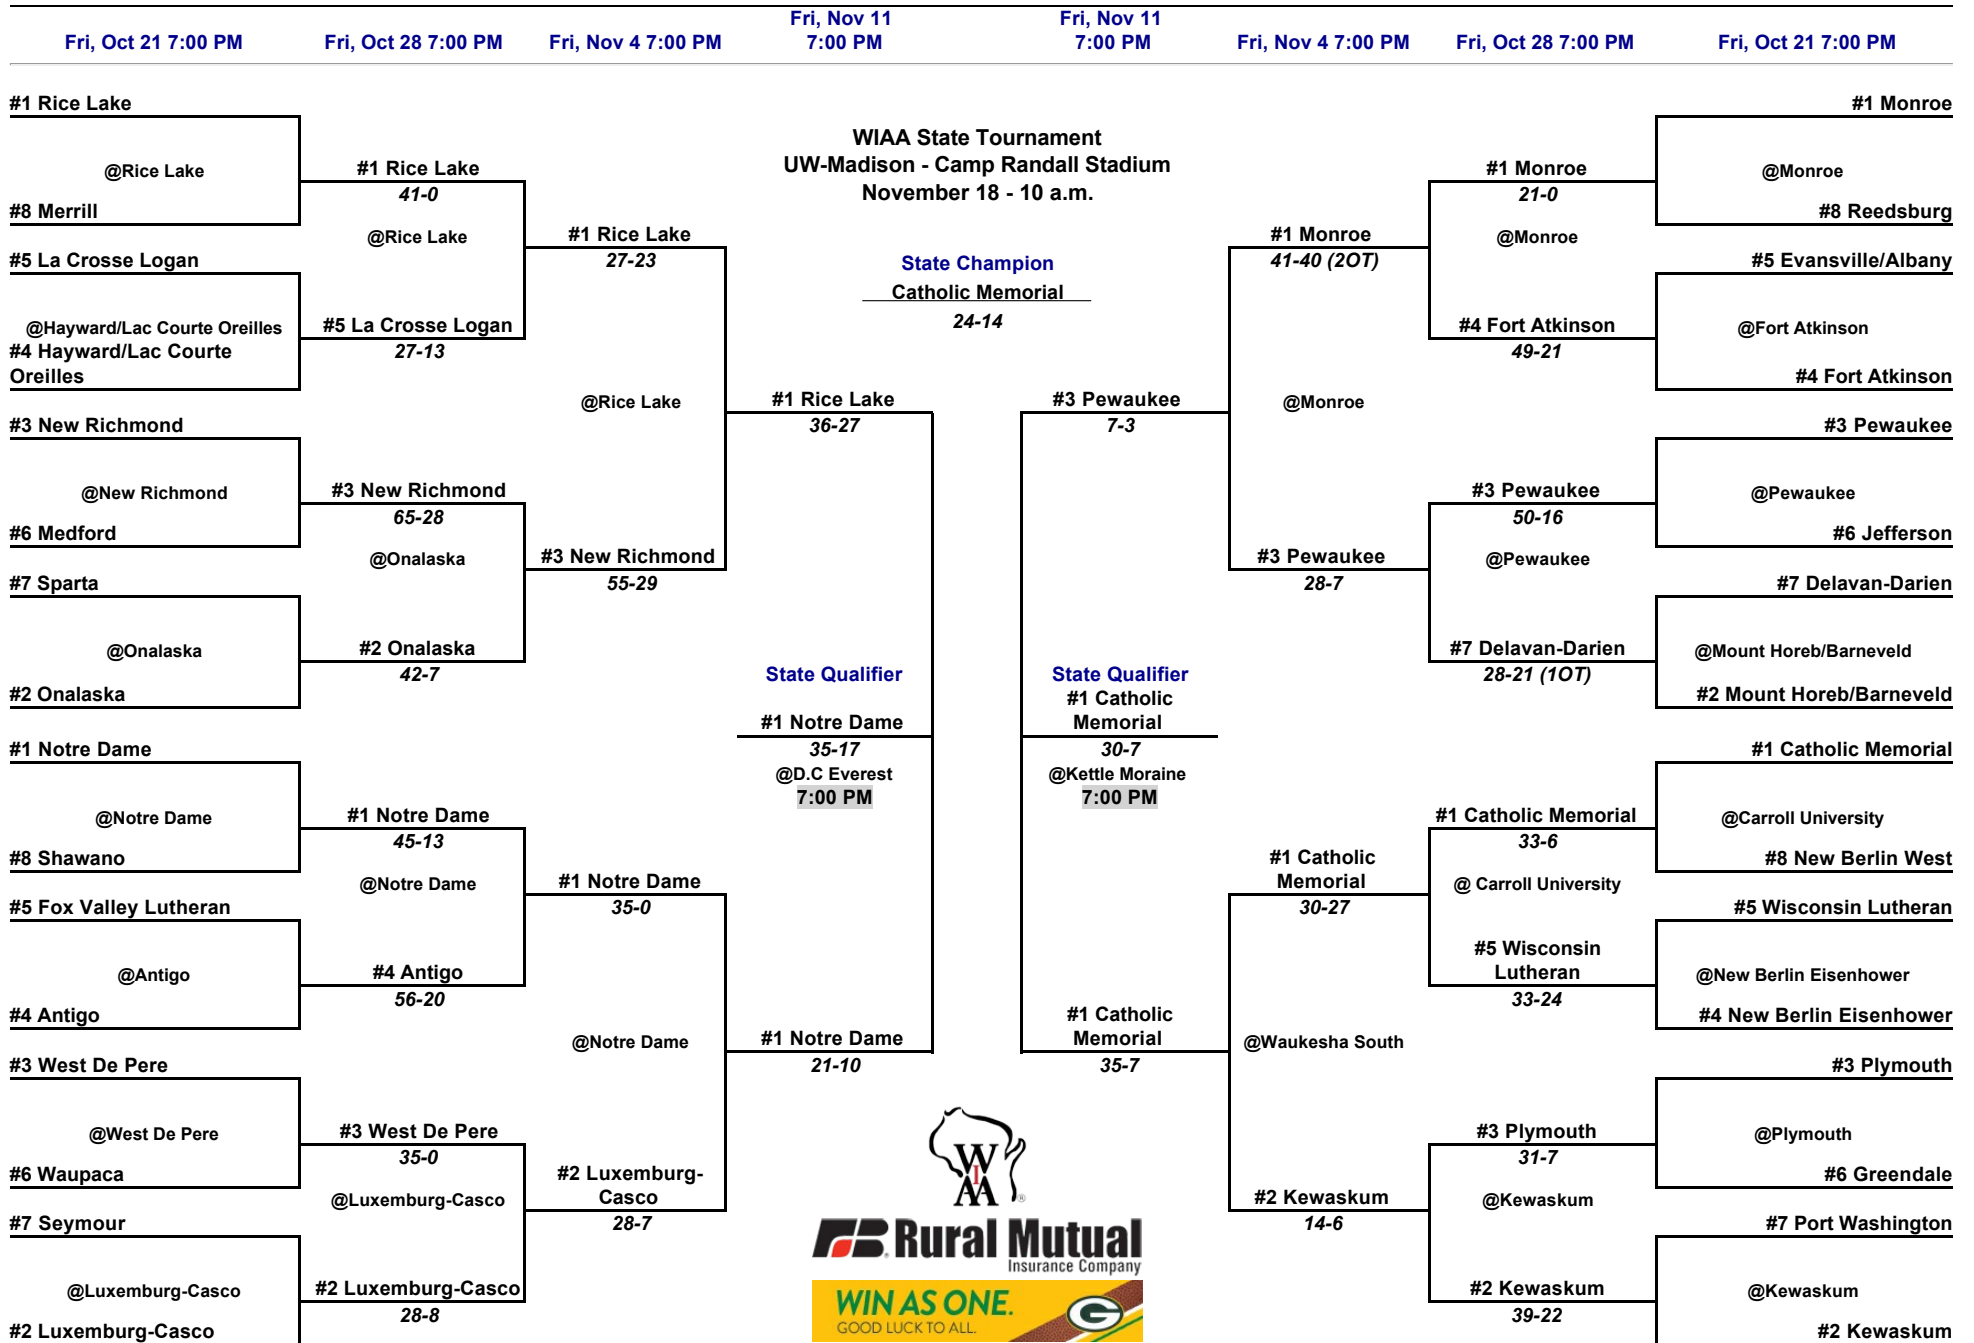 Fri, Oct 21 7:00 PM
Fri, Oct 28 7:00 PM
Fri, Nov 4 7:00 PM
Fri, Nov 11
7:00 PM
Fri, Nov 11
7:00 PM
Fri, Nov 4 7:00 PM
Fri, Oct 28 7:00 PM
Fri, Oct 21 7:00 PM
#1 Rice Lake
@Rice Lake
#8 Merrill
#5 La Crosse Logan
@Hayward/Lac Courte Oreilles
#4 Hayward/Lac Courte
Oreilles
#3 New Richmond
@New Richmond
#6 Medford
#7 Sparta
@Onalaska
#2 Onalaska
#1 Notre Dame
@Notre Dame
#8 Shawano
#5 Fox Valley Lutheran
@Antigo
#4 Antigo
#3 West De Pere
@West De Pere
#6 Waupaca
#7 Seymour
@Luxemburg-Casco
#2 Luxemburg-Casco
#1 Rice Lake
41-0
@Rice Lake
#5 La Crosse Logan
27-13
#3 New Richmond
65-28
@Onalaska
#2 Onalaska
42-7
#1 Notre Dame
45-13
@Notre Dame
#4 Antigo
56-20
#3 West De Pere
35-0
@Luxemburg-Casco
#2 Luxemburg-Casco
28-8
#1 Rice Lake
27-23
@Rice Lake
#3 New Richmond
55-29
#1 Notre Dame
35-0
@Notre Dame
#2 Luxemburg-
Casco
28-7
#1 Rice Lake
36-27
State Qualifier
#1 Notre Dame
35-17
@D.C Everest
7:00 PM
#1 Notre Dame
21-10
WIAA State Tournament
UW-Madison - Camp Randall Stadium
November 18 - 10 a.m.
State Champion
Catholic Memorial
24-14
#3 Pewaukee
7-3
State Qualifier
#1 Catholic
Memorial
30-7
@Kettle Moraine
7:00 PM
#1 Catholic
Memorial
35-7
WIAA
®
Rural Mutual
Insurance Company
WIN AS ONE.
GOOD LUCK TO ALL.
G
#1 Monroe
41-40 (2OT)
@Monroe
#3 Pewaukee
28-7
#1 Catholic
Memorial
30-27
@Waukesha South
#2 Kewaskum
14-6
#1 Monroe
21-0
@Monroe
#4 Fort Atkinson
49-21
#3 Pewaukee
50-16
@Pewaukee
#7 Delavan-Darien
28-21 (1OT)
#1 Catholic Memorial
33-6
@ Carroll University
#5 Wisconsin
Lutheran
33-24
#3 Plymouth
31-7
@Kewaskum
#2 Kewaskum
39-22
#1 Monroe
@Monroe
#8 Reedsburg
#5 Evansville/Albany
@Fort Atkinson
#4 Fort Atkinson
#3 Pewaukee
@Pewaukee
#6 Jefferson
#7 Delavan-Darien
@Mount Horeb/Barneveld
#2 Mount Horeb/Barneveld
#1 Catholic Memorial
@Carroll University
#8 New Berlin West
#5 Wisconsin Lutheran
@New Berlin Eisenhower
#4 New Berlin Eisenhower
#3 Plymouth
@Plymouth
#6 Greendale
#7 Port Washington
@Kewaskum
#2 Kewaskum